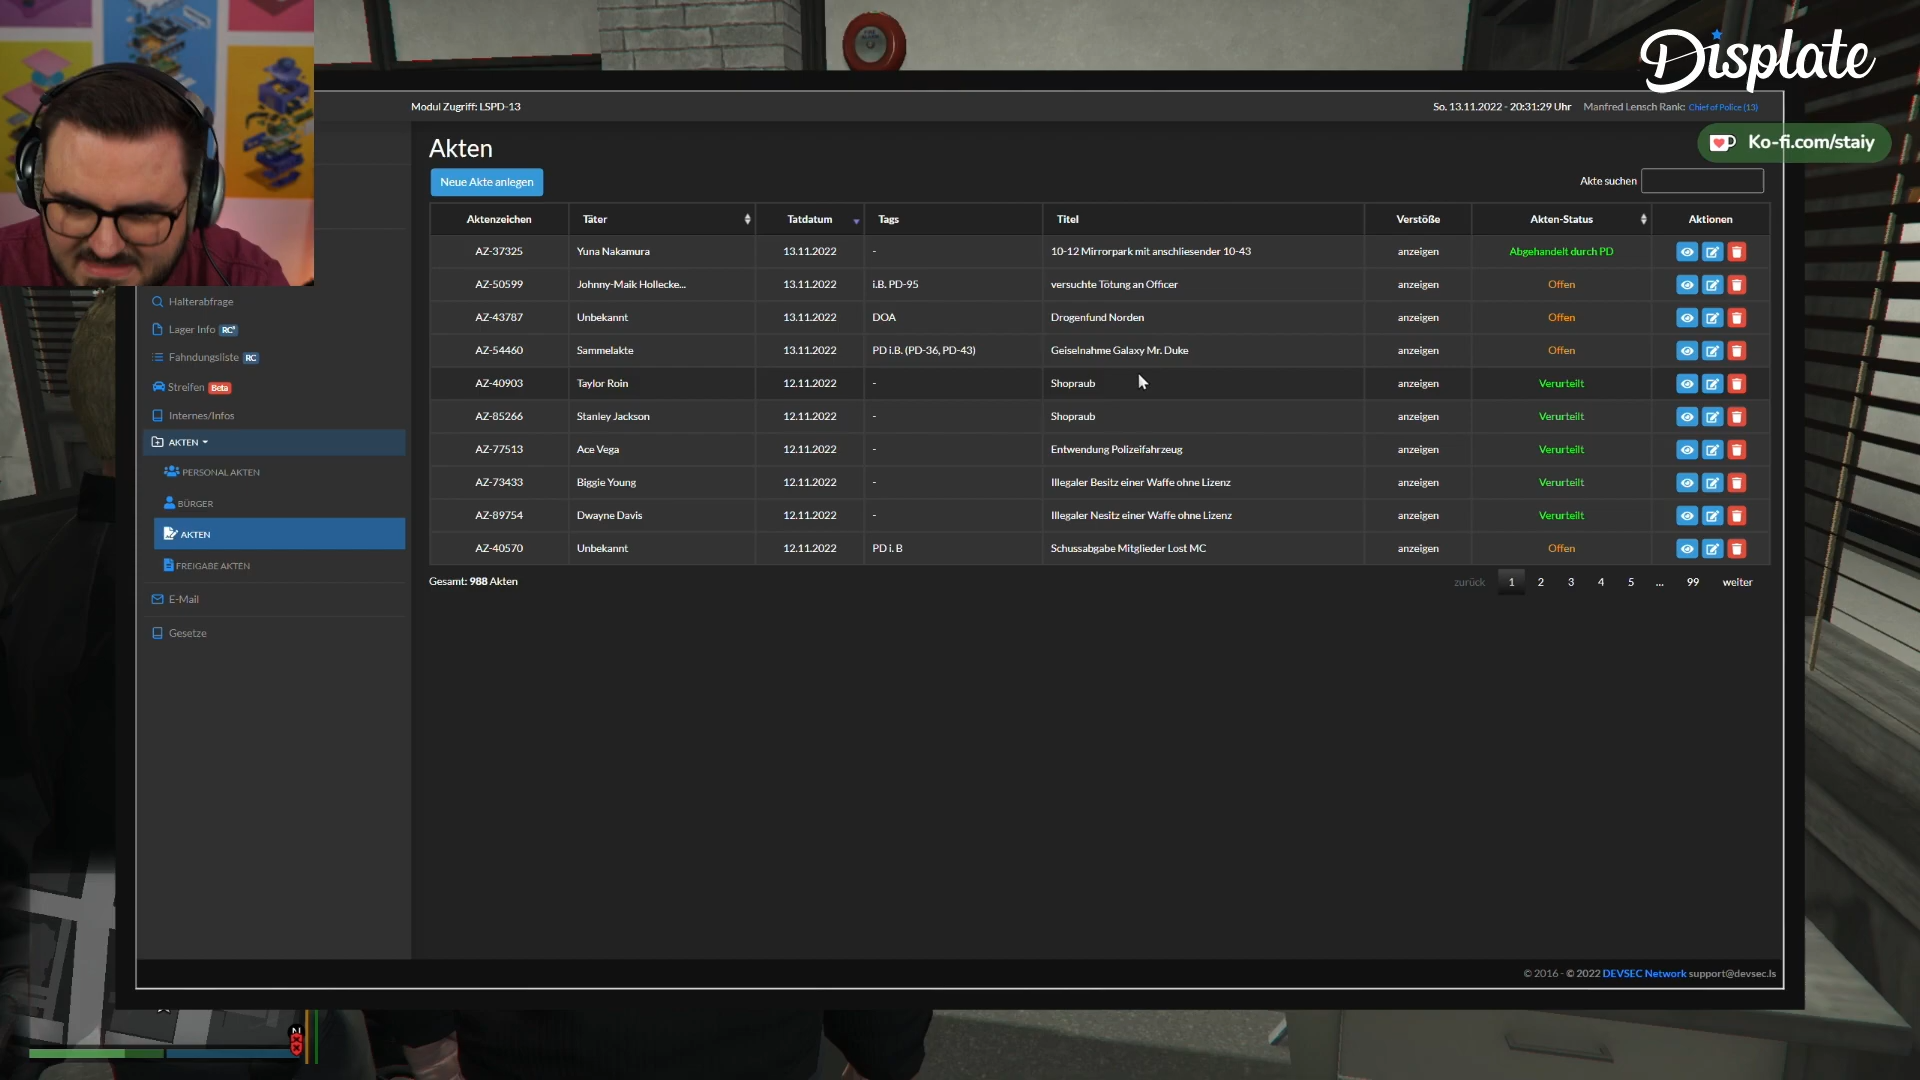 Displate
Modul Zugriff: LSPD-13
So. 13.11.2022 - 20:31:29 Uhr Manfred Lensch Rank: Chief of Police (13)
Ko-fi.com/staiy
Akten
Neue Akte anlegen
Akte suchen
Aktenzeichen Täter Tatdatum Tags Titel Verstöße Akten-Status Aktionen
AZ-37325 Yuna Nakamura 13.11.2022 - 10-12 Mirrorpark mit anschliesender 10-43 anzeigen Abgehandelt durch PD
AZ-50599 Johnny-Maik Hollecke... 13.11.2022 i.B. PD-95 versuchte Tötung an Officer anzeigen Offen
AZ-43787 Unbekannt 13.11.2022 DOA Drogenfund Norden anzeigen Offen
AZ-54460 Sammelakte 13.11.2022 PD i.B. (PD-36, PD-43) Geiselnahme Galaxy Mr. Duke anzeigen Offen
AZ-40903 Taylor Roin 12.11.2022 - Shopraub anzeigen Verurteilt
AZ-85266 Stanley Jackson 12.11.2022 - Shopraub anzeigen Verurteilt
AZ-77513 Ace Vega 12.11.2022 - Entwendung Polizeifahrzeug anzeigen Verurteilt
AZ-73433 Biggie Young 12.11.2022 - Illegaler Besitz einer Waffe ohne Lizenz anzeigen Verurteilt
AZ-89754 Dwayne Davis 12.11.2022 - Illegaler Nesitz einer Waffe ohne Lizenz anzeigen Verurteilt
AZ-40570 Unbekannt 12.11.2022 PD i. B Schussabgabe Mitglieder Lost MC anzeigen Offen
Gesamt: 988 Akten
zurück 1 2 3 4 5 ... 99 weiter
Halterabfrage
Lager Info RC*
Fahndungsliste RC
Streifen Beta
Internes/Infos
AKTEN
PERSONAL AKTEN
BÜRGER
AKTEN
FREIGABE AKTEN
E-Mail
Gesetze
© 2016 - © 2022 DEVSEC Network support@devsec.ls
N